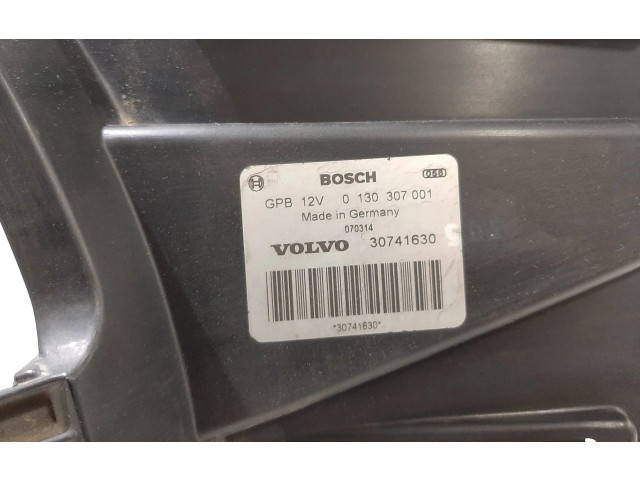 BOSCH
GPB 12V 0 130 307 001
Made in Germany
070314
VOLVO 30741630
*30741630*